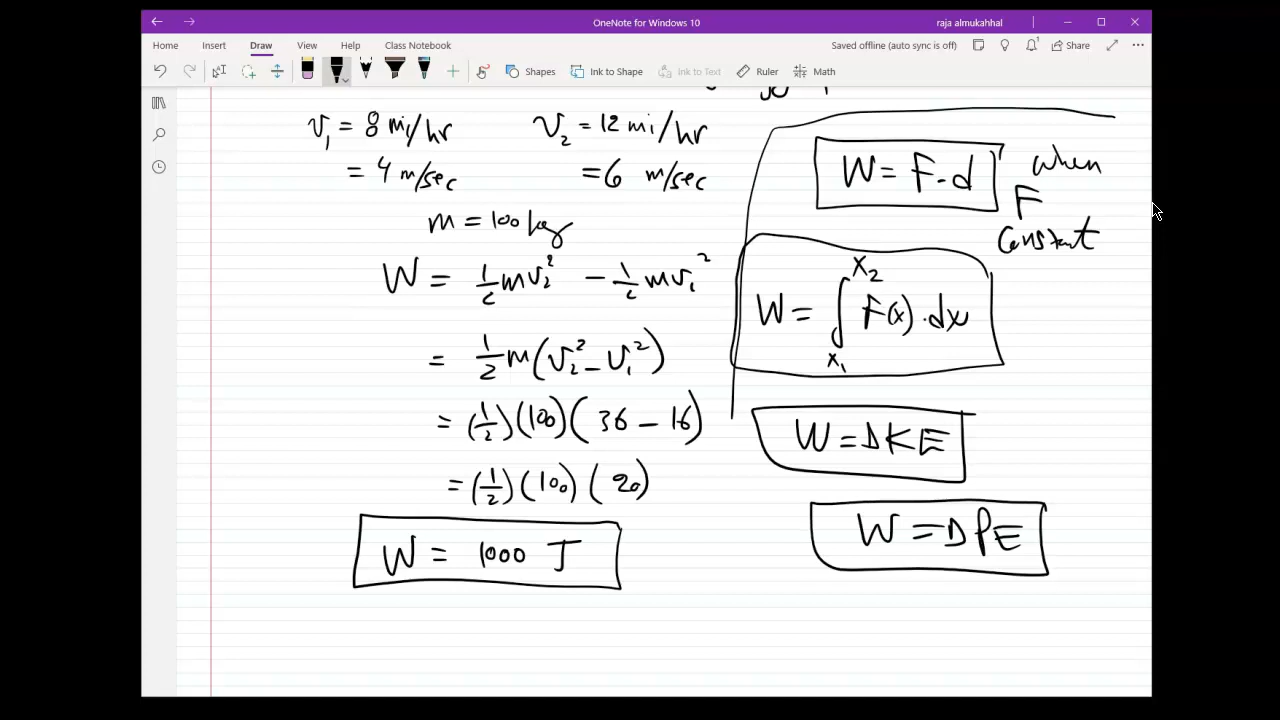 OneNote for Windows 10
raja almukahhal
Home Insert Draw View Help Class Notebook
Saved offline (auto sync is off)
Share
Shapes
Ink to Shape
Ink to Text
Ruler
Math
V₁ = 8 mi/hr
= 4 m/sec
V₂ = 12 mi/hr
= 6 m/sec
m = 100 kg
W = 1/2 mv₂² - 1/2 mv₁²
= 1/2 m (V₂² - V₁²)
= (1/2)(100)(36 - 16)
= (1/2)(100)(20)
W = 1000 J
W = F·d when
F
constant
W = ∫ₓ₁ˣ² F(x)·dx
W = ΔKE
W = ΔPE